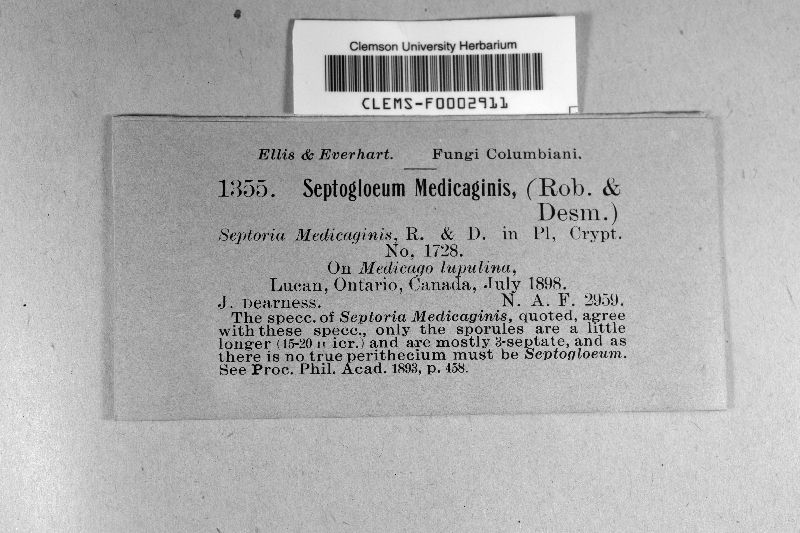 Clemson University Herbarium
CLEMS-F0002911
Ellis & Everhart. Fungi Columbiani.
1355. Septogloeum Medicaginis, (Rob. &
Desm.)
Septoria Medicaginis, R. & D. in Pl, Crypt.
No, 1728.
On Medicago lupulina,
Lucan, Ontario, Canada, July 1898.
J. Dearness. N. A. F. 2959.
The specc. of Septoria Medicaginis, quoted, agree
with these specc., only the sporules are a little
longer (15-20 micr.) and are mostly 3-septate, and as
there is no true perithecium must be Septogloeum.
See Proc. Phil. Acad. 1893, p. 458.